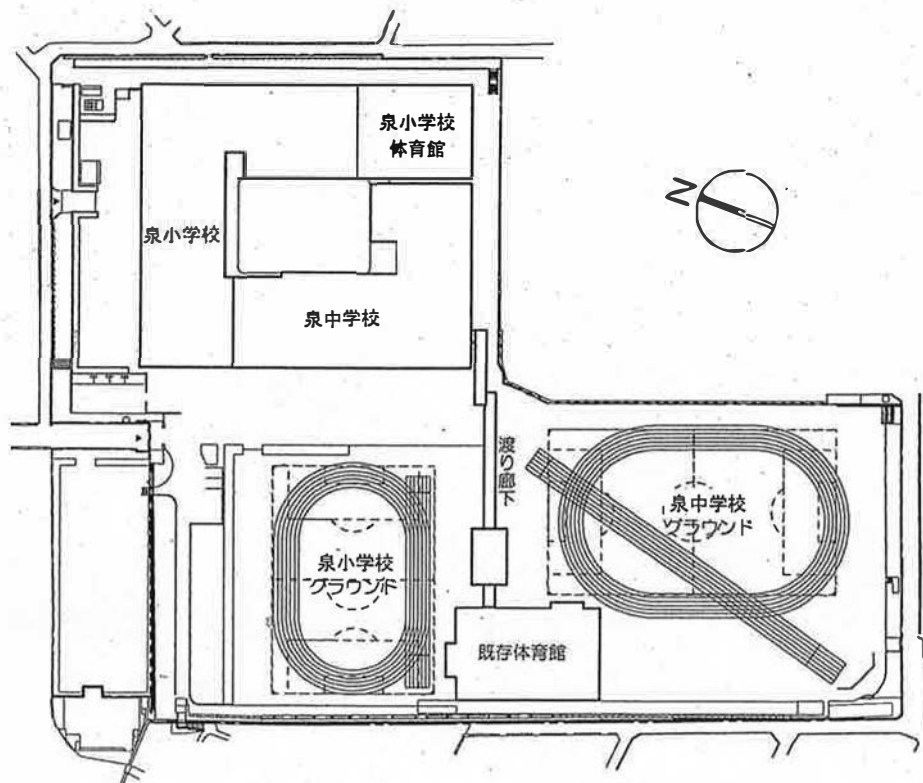 泉小学校
体育館
N
泉小学校
泉中学校
渡り廊下
泉中学校
グラウンド
泉小学校
グラウンド
既存体育館